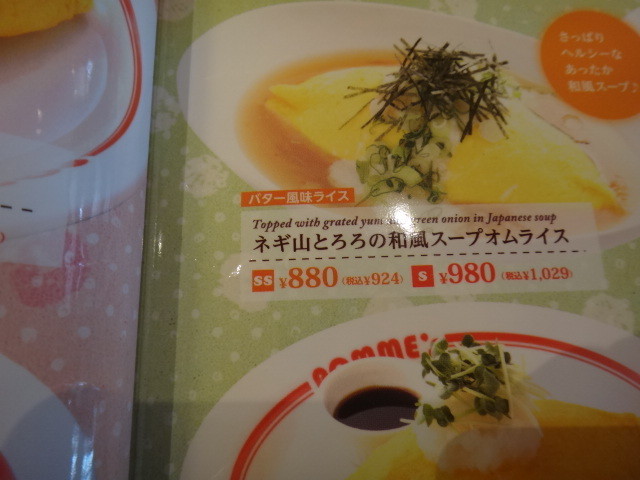 さっぱり
ヘルシーな
あったか
和風スープ♪
バター風味ライス
Topped with grated green onion in Japanese soup
ネギ山とろろの和風スープオムライス
SS ¥880(税込¥924) S ¥980(税込¥1,029)
POMME's